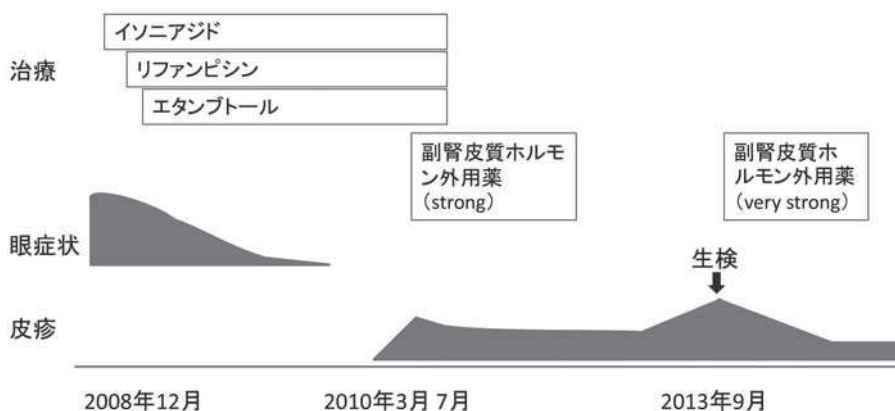 イソニアジド
治療
リファンピシン
エタンブトール
副腎皮質ホルモ
ン外用薬
（strong）
副腎皮質ホ
ルモン外用薬
（very strong）
眼症状
生検
皮疹
2008年12月
2010年3月 7月
2013年9月